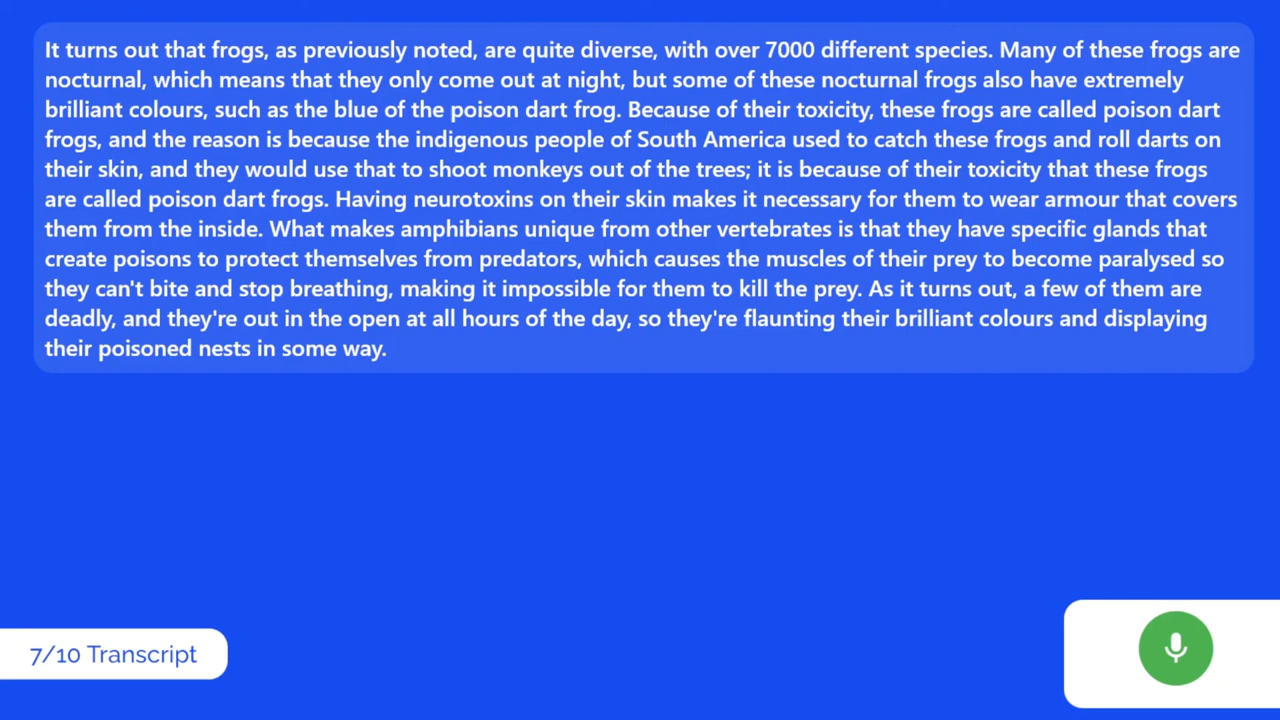 It turns out that frogs, as previously noted, are quite diverse, with over 7000 different species. Many of these frogs are
nocturnal, which means that they only come out at night, but some of these nocturnal frogs also have extremely
brilliant colours, such as the blue of the poison dart frog. Because of their toxicity, these frogs are called poison dart
frogs, and the reason is because the indigenous people of South America used to catch these frogs and roll darts on
their skin, and they would use that to shoot monkeys out of the trees; it is because of their toxicity that these frogs
are called poison dart frogs. Having neurotoxins on their skin makes it necessary for them to wear armour that covers
them from the inside. What makes amphibians unique from other vertebrates is that they have specific glands that
create poisons to protect themselves from predators, which causes the muscles of their prey to become paralysed so
they can't bite and stop breathing, making it impossible for them to kill the prey. As it turns out, a few of them are
deadly, and they're out in the open at all hours of the day, so they're flaunting their brilliant colours and displaying
their poisoned nests in some way.
7/10 Transcript